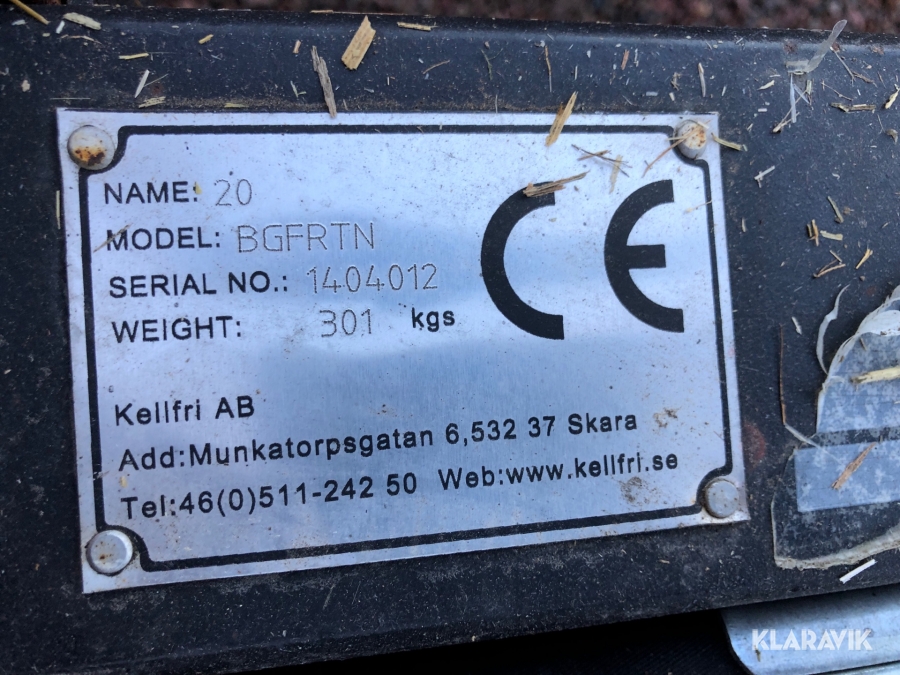 NAME: 20
MODEL: BGFRTN
SERIAL NO.: 1404012
WEIGHT: 301 kgs
CE
Kellfri AB
Add:Munkatorpsgatan 6,532 37 Skara
Tel:46(0)511-242 50 Web:www.kellfri.se
KLARAVIK